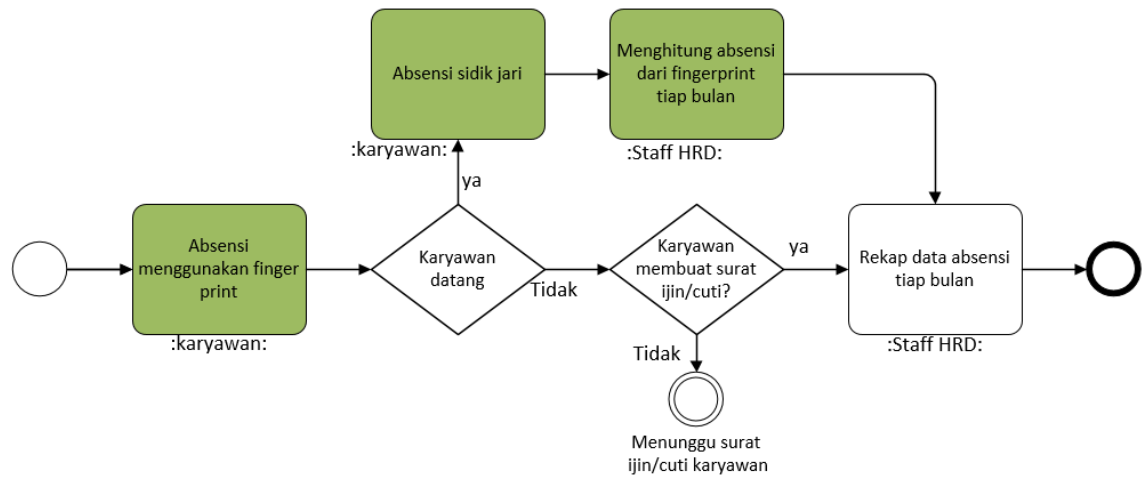 Absensi sidik jari
:karyawan:
Menghitung absensi
dari fingerprint
tiap bulan
:Staff HRD:
ya
Absensi
menggunakan finger
print
:karyawan:
Karyawan
datang
Tidak
Karyawan
membuat surat
ijin/cuti?
ya
Rekap data absensi
tiap bulan
:Staff HRD:
Tidak
Menunggu surat
ijin/cuti karyawan